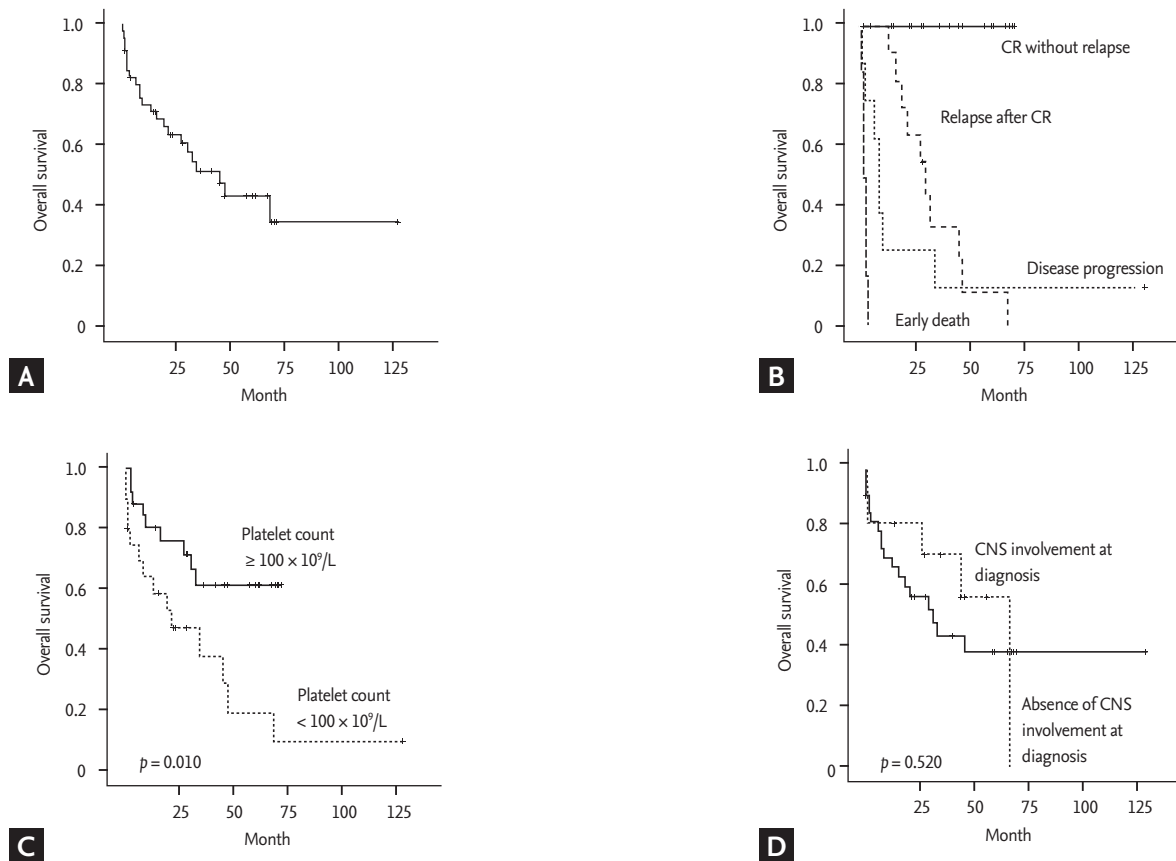 1.0
0.8
0.6
0.4
0.2
0
Overall survival
25 50 75 100 125
Month
A
1.0
0.8
0.6
0.4
0.2
0
Overall survival
CR without relapse
Relapse after CR
Disease progression
Early death
25 50 75 100 125
Month
B
1.0
0.8
0.6
0.4
0.2
0
Overall survival
Platelet count
≥ 100 × 10⁹/L
Platelet count
< 100 × 10⁹/L
p = 0.010
25 50 75 100 125
Month
C
1.0
0.8
0.6
0.4
0.2
0
Overall survival
CNS involvement at
diagnosis
Absence of CNS
involvement at
diagnosis
p = 0.520
25 50 75 100 125
Month
D